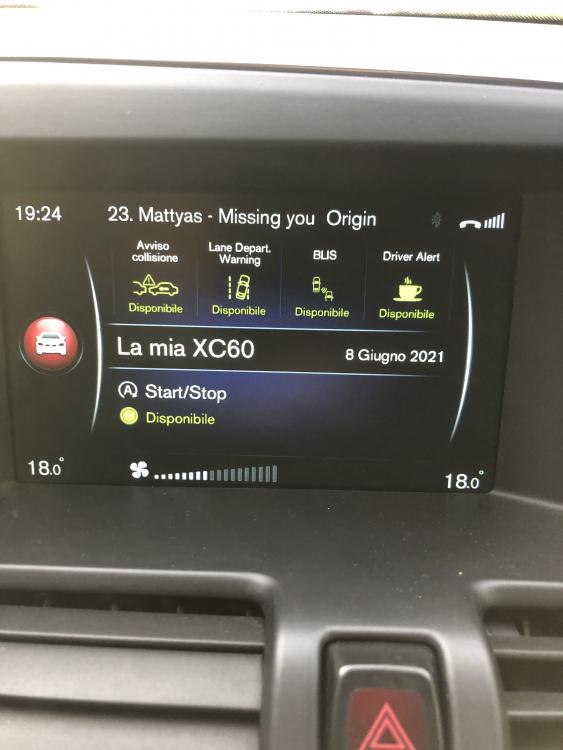 19:24 23. Mattyas - Missing you  Origin
Avviso
collisione
Disponibile
Lane Depart.
Warning
Disponibile
BLIS
Disponibile
Driver Alert
Disponibile
La mia XC60 8 Giugno 2021
A Start/Stop
Disponibile
18.0° 18.0°